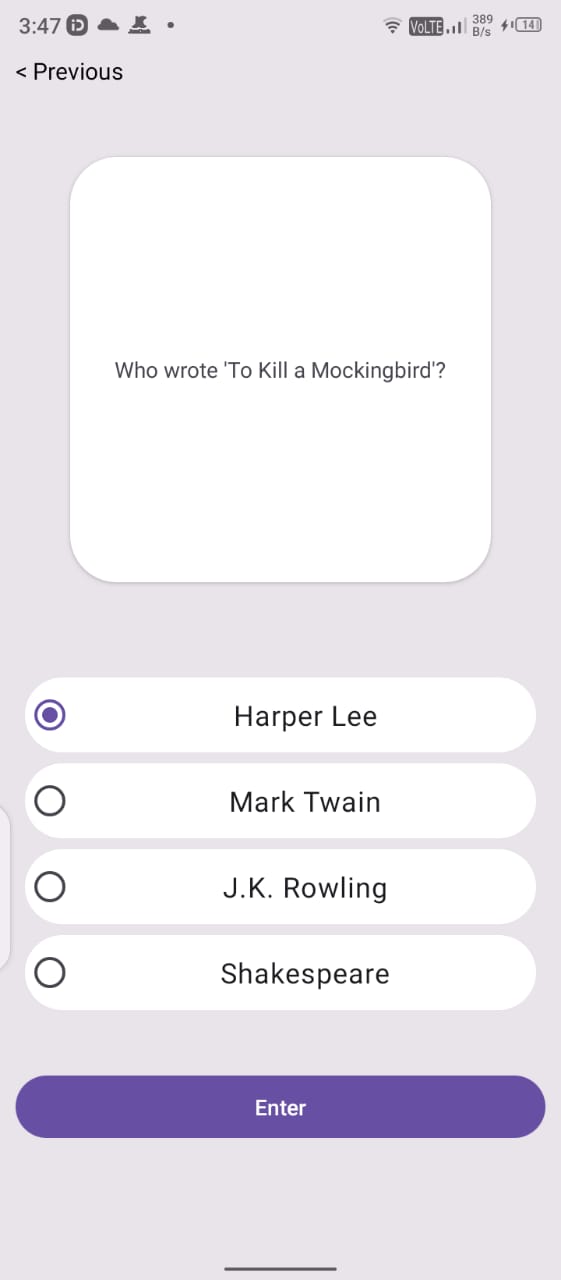 3:47
VoLTE 389 B/s 14
< Previous
Who wrote 'To Kill a Mockingbird'?
Harper Lee
Mark Twain
J.K. Rowling
Shakespeare
Enter